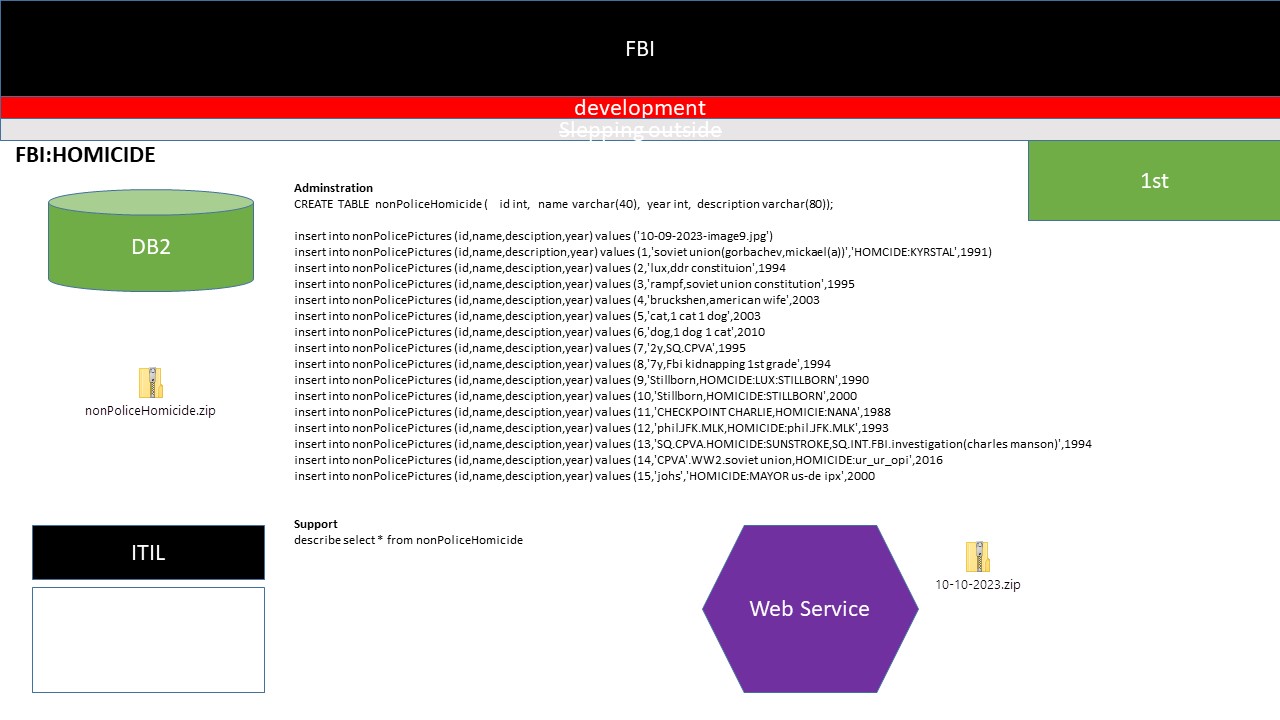 FBI
development
Slepping outside
FBI:HOMICIDE
1st
Adminstration
CREATE TABLE nonPoliceHomicide ( id int, name varchar(40), year int, description varchar(80));
DB2
insert into nonPolicePictures (id,name,desciption,year) values ('10-09-2023-image9.jpg')
insert into nonPolicePictures (id,name,description,year) values (1,'soviet union(gorbachev,mickael(a))','HOMCIDE:KYRSTAL',1991)
insert into nonPolicePictures (id,name,desciption,year) values (2,'lux,ddr constituion',1994
insert into nonPolicePictures (id,name,desciption,year) values (3,'rampf,soviet union constitution',1995
insert into nonPolicePictures (id,name,desciption,year) values (4,'bruckshen,american wife',2003
insert into nonPolicePictures (id,name,desciption,year) values (5,'cat,1 cat 1 dog',2003
insert into nonPolicePictures (id,name,desciption,year) values (6,'dog,1 dog 1 cat',2010
insert into nonPolicePictures (id,name,desciption,year) values (7,'2y,SQ.CPVA',1995
insert into nonPolicePictures (id,name,desciption,year) values (8,'7y,Fbi kidnapping 1st grade',1994
insert into nonPolicePictures (id,name,desciption,year) values (9,'Stillborn,HOMCIDE:LUX:STILLBORN',1990
insert into nonPolicePictures (id,name,desciption,year) values (10,'Stillborn,HOMICIDE:STILLBORN',2000
insert into nonPolicePictures (id,name,desciption,year) values (11,'CHECKPOINT CHARLIE,HOMICIE:NANA',1988
insert into nonPolicePictures (id,name,desciption,year) values (12,'phil.JFK.MLK,HOMICIDE:phil.JFK.MLK',1993
insert into nonPolicePictures (id,name,desciption,year) values (13,'SQ.CPVA.HOMICIDE:SUNSTROKE,SQ.INT.FBI.investigation(charles manson)',1994
insert into nonPolicePictures (id,name,desciption,year) values (14,'CPVA'.WW2.soviet union,HOMICIDE:ur_ur_opi',2016
insert into nonPolicePictures (id,name,desciption,year) values (15,'johs','HOMICIDE:MAYOR us-de ipx',2000
nonPoliceHomicide.zip
Support
describe select * from nonPoliceHomicide
ITIL
Web Service
10-10-2023.zip